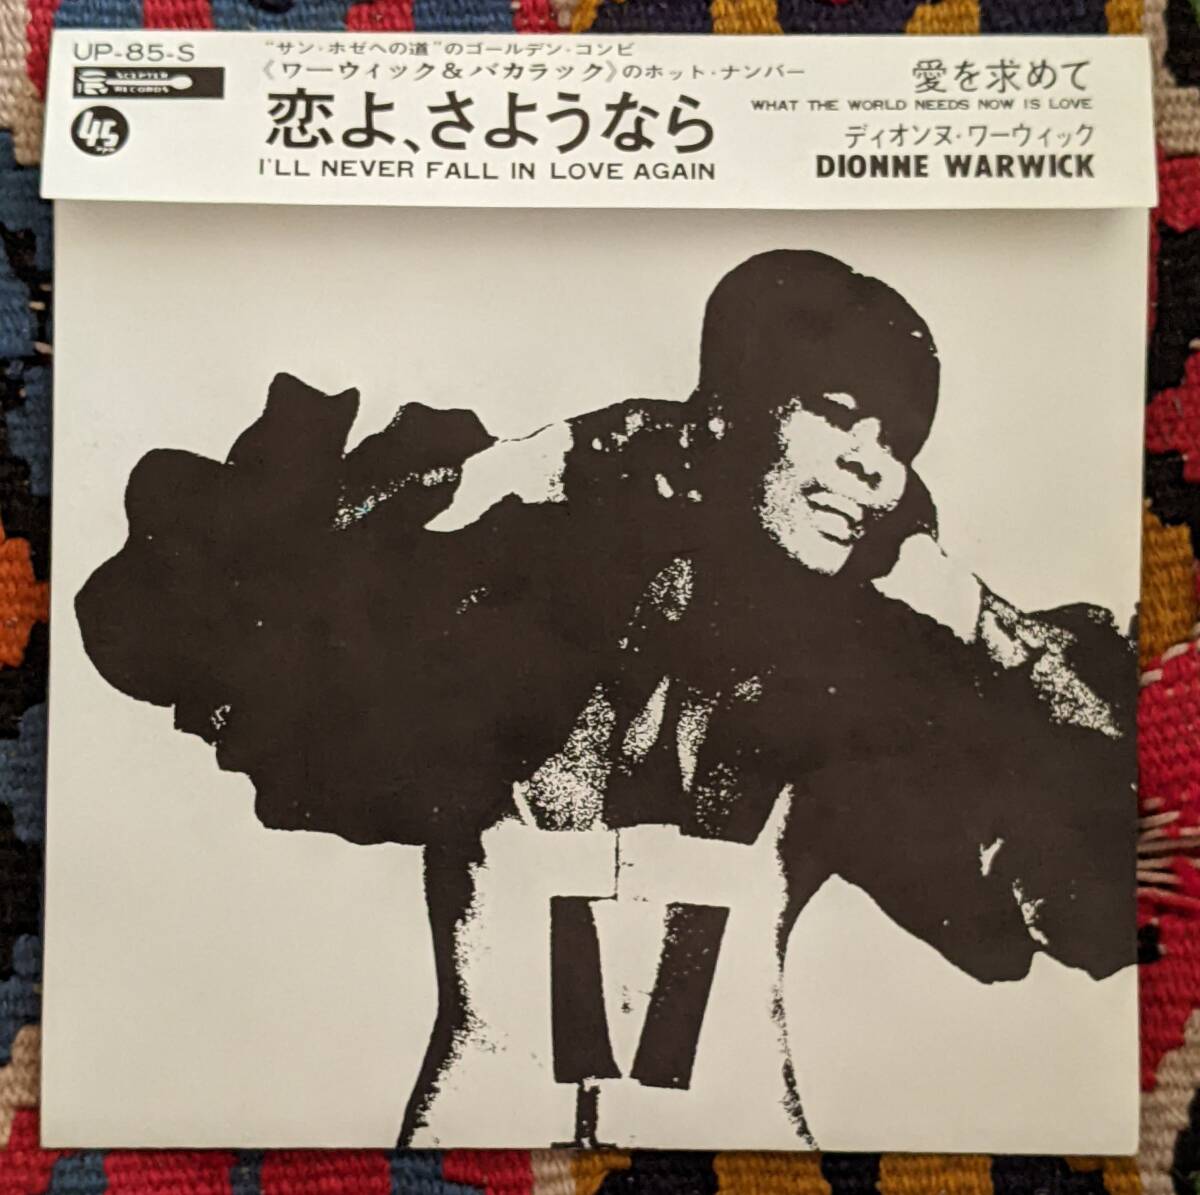 UP-85-S
SCEPTER
RECORDS
45
"サン・ホゼへの道"のゴールデン・コンビ
《ワーウィック＆バカラック》のホット・ナンバー
恋よ、さようなら
I'LL NEVER FALL IN LOVE AGAIN
愛を求めて
WHAT THE WORLD NEEDS NOW IS LOVE
ディオンヌ・ワーウィック
DIONNE WARWICK